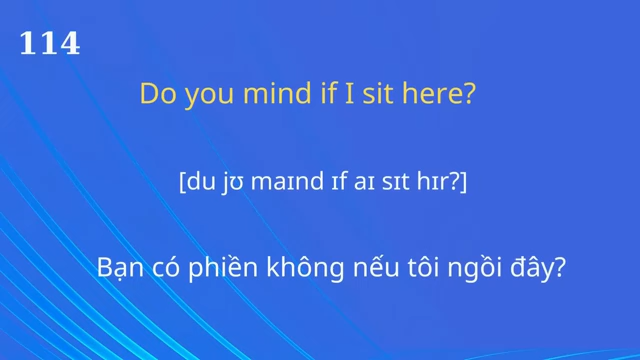 114
Do you mind if I sit here?
[du jʊ maɪnd ɪf aɪ sɪt hɪr?]
Bạn có phiền không nếu tôi ngồi đây?